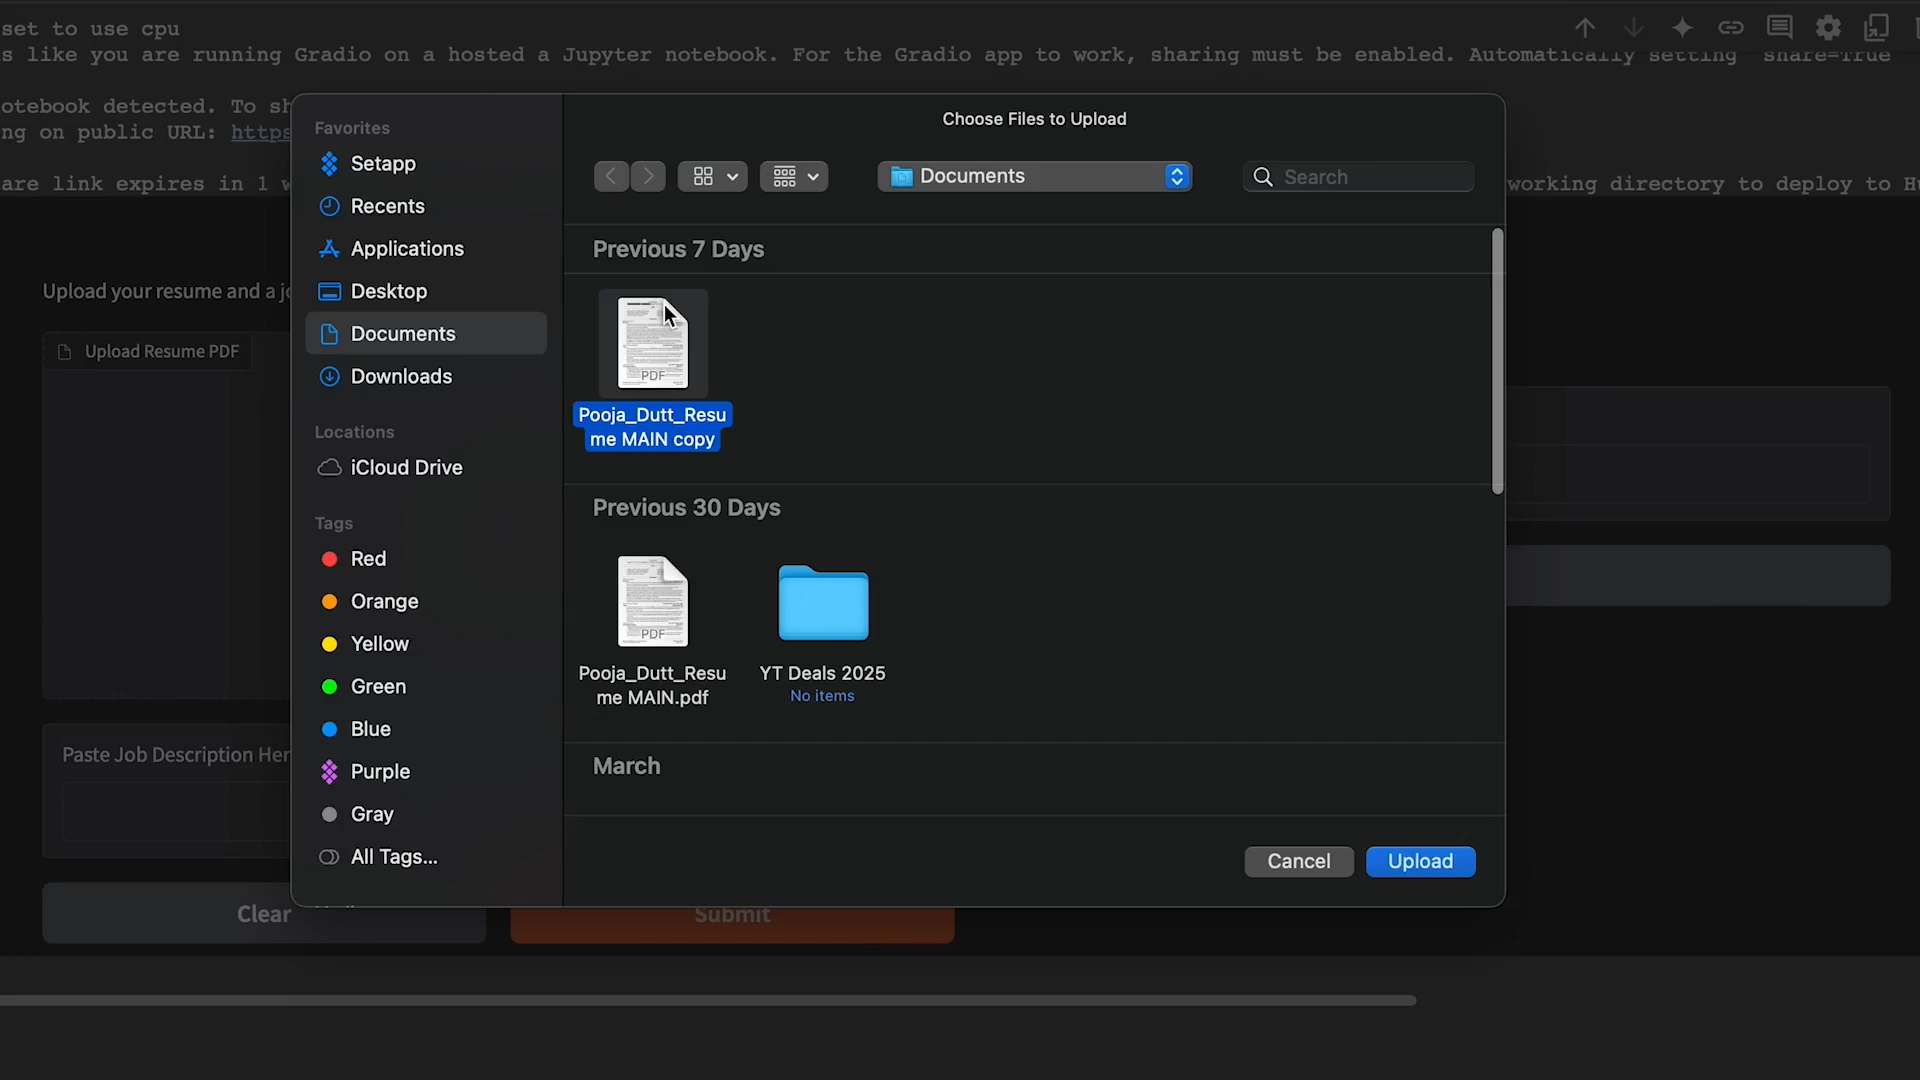 set to use cpu
s like you are running Gradio on a hosted a Jupyter notebook. For the Gradio app to work, sharing must be enabled. Automatically setting share=True
otebook detected. To sh
ng on public URL: https
are link expires in 1 w
working directory to deploy to Hu
Upload your resume and a jo
Upload Resume PDF
Paste Job Description Her
Clear
Submit
Favorites
Setapp
Recents
Applications
Desktop
Documents
Downloads
Locations
iCloud Drive
Tags
Red
Orange
Yellow
Green
Blue
Purple
Gray
All Tags...
Choose Files to Upload
Documents
Search
Previous 7 Days
PDF
Pooja_Dutt_Resu
me MAIN copy
Previous 30 Days
PDF
Pooja_Dutt_Resu
me MAIN.pdf
YT Deals 2025
No items
March
Cancel
Upload